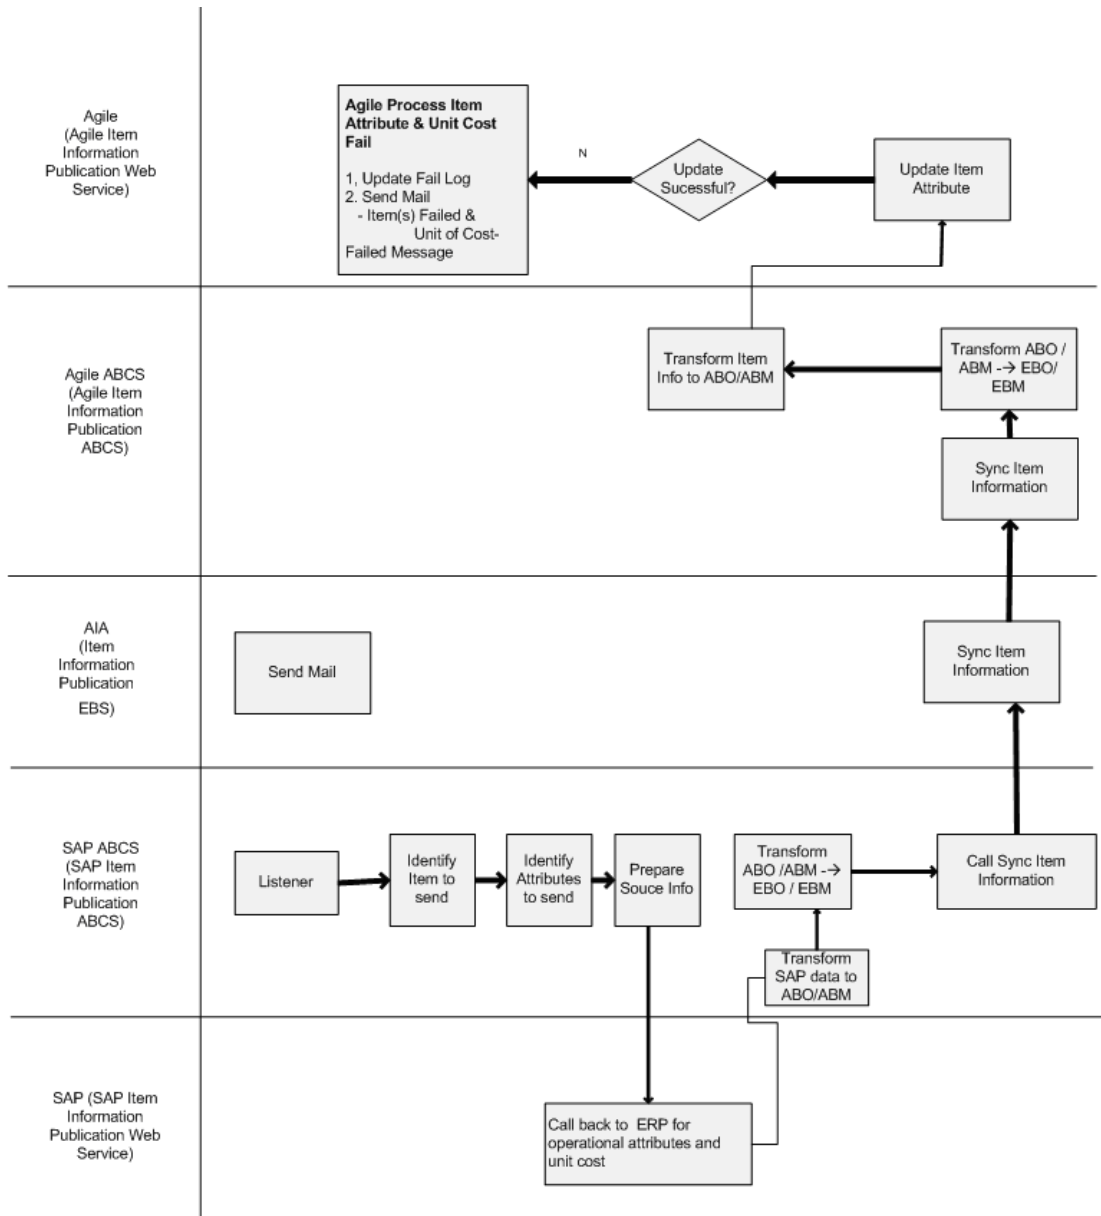 Agile
(Agile Item
Information
Publication Web
Service)
Agile Process Item
Attribute & Unit Cost
Fail
1, Update Fail Log
2. Send Mail
- Item(s) Failed &
Unit of Cost-
Failed Message
N
Update
Sucessful?
Update Item
Attribute
Agile ABCS
(Agile Item
Information
Publication
ABCS)
Transform Item
Info to ABO/ABM
Transform ABO /
ABM -→ EBO/
EBM
Sync Item
Information
AIA
(Item
Information
Publication
EBS)
Send Mail
Sync Item
Information
SAP ABCS
(SAP Item
Information
Publication
ABCS)
Listener
Identify
Item to
send
Identify
Attributes
to send
Prepare
Souce Info
Transform
ABO /ABM -→
EBO / EBM
Call Sync Item
Information
Transform
SAP data to
ABO/ABM
SAP (SAP Item
Information
Publication Web
Service)
Call back to ERP for
operational attributes and
unit cost